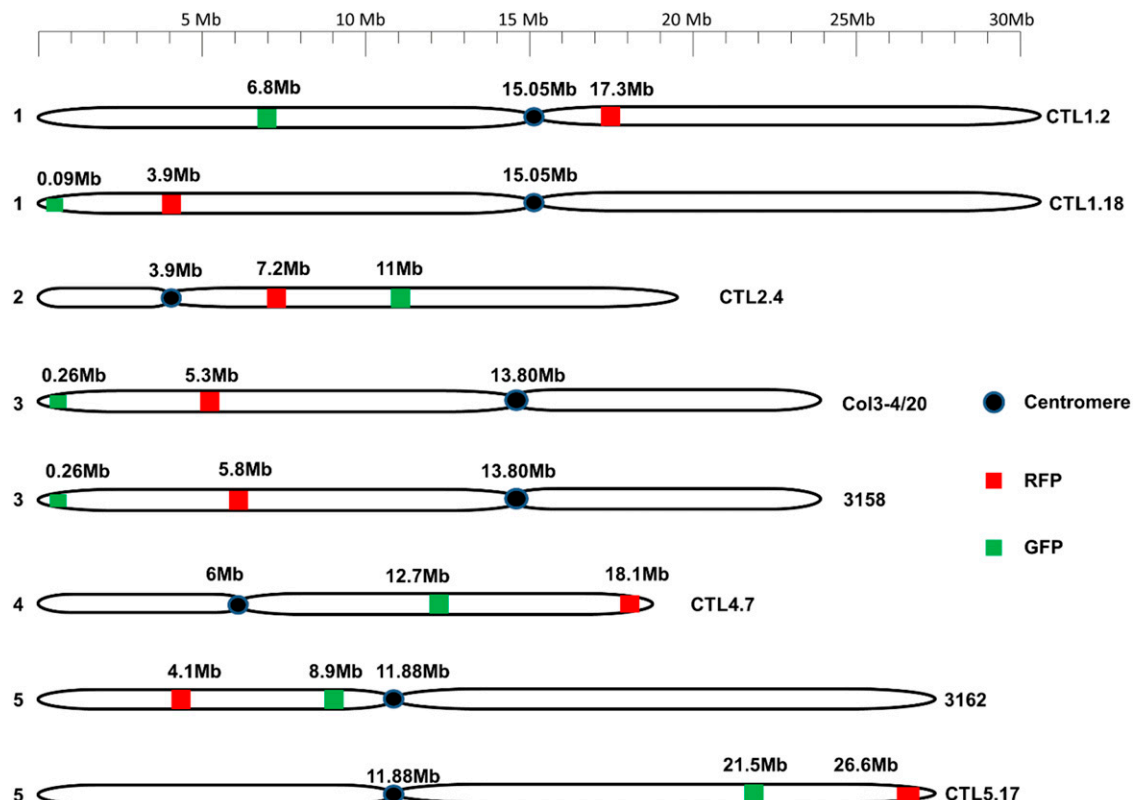 5 Mb 10 Mb 15 Mb 20 Mb 25Mb 30Mb
6.8Mb 15.05Mb 17.3Mb
1 CTL1.2
0.09Mb 3.9Mb 15.05Mb
1 CTL1.18
3.9Mb 7.2Mb 11Mb
2 CTL2.4
0.26Mb 5.3Mb 13.80Mb
3 Col3-4/20 Centromere
0.26Mb 5.8Mb 13.80Mb
RFP
3 3158
GFP
6Mb 12.7Mb 18.1Mb
4 CTL4.7
4.1Mb 8.9Mb 11.88Mb
5 3162
11.88Mb 21.5Mb 26.6Mb
5 CTL5.17